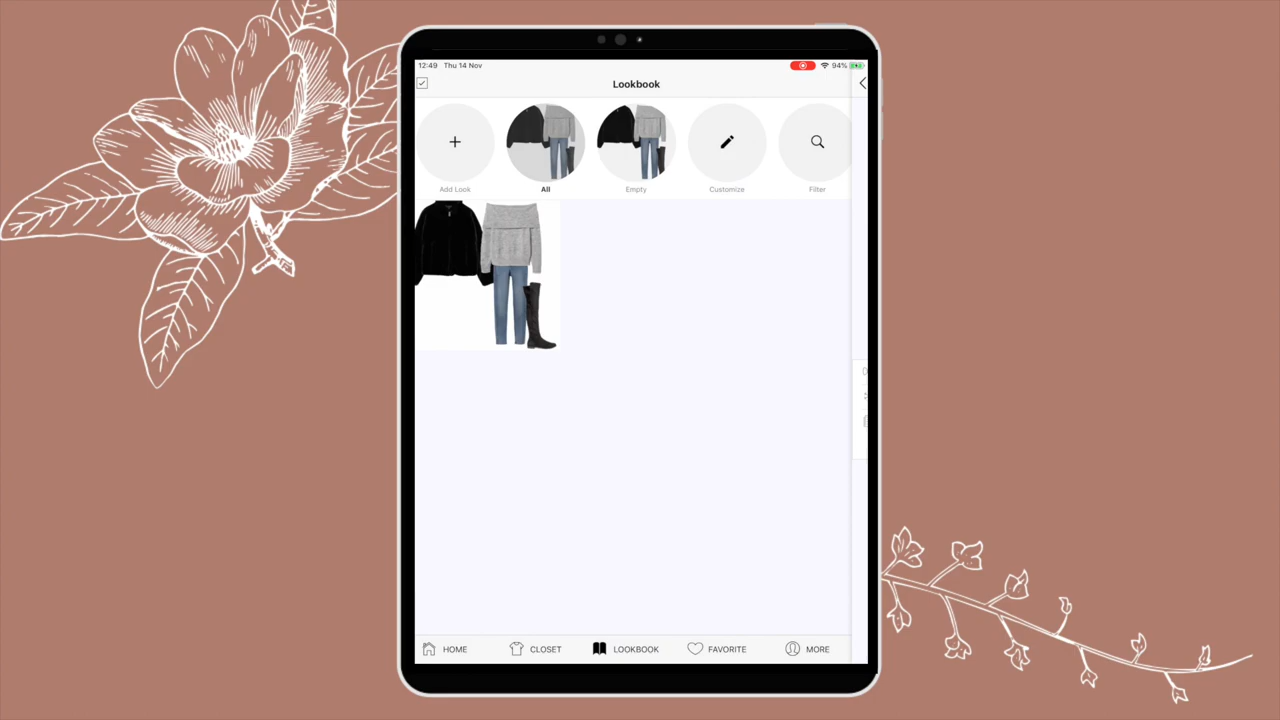 12:49 Thu 14 Nov 94%
Lookbook
Add Look All Empty Customize Filter
HOME CLOSET LOOKBOOK FAVORITE MORE